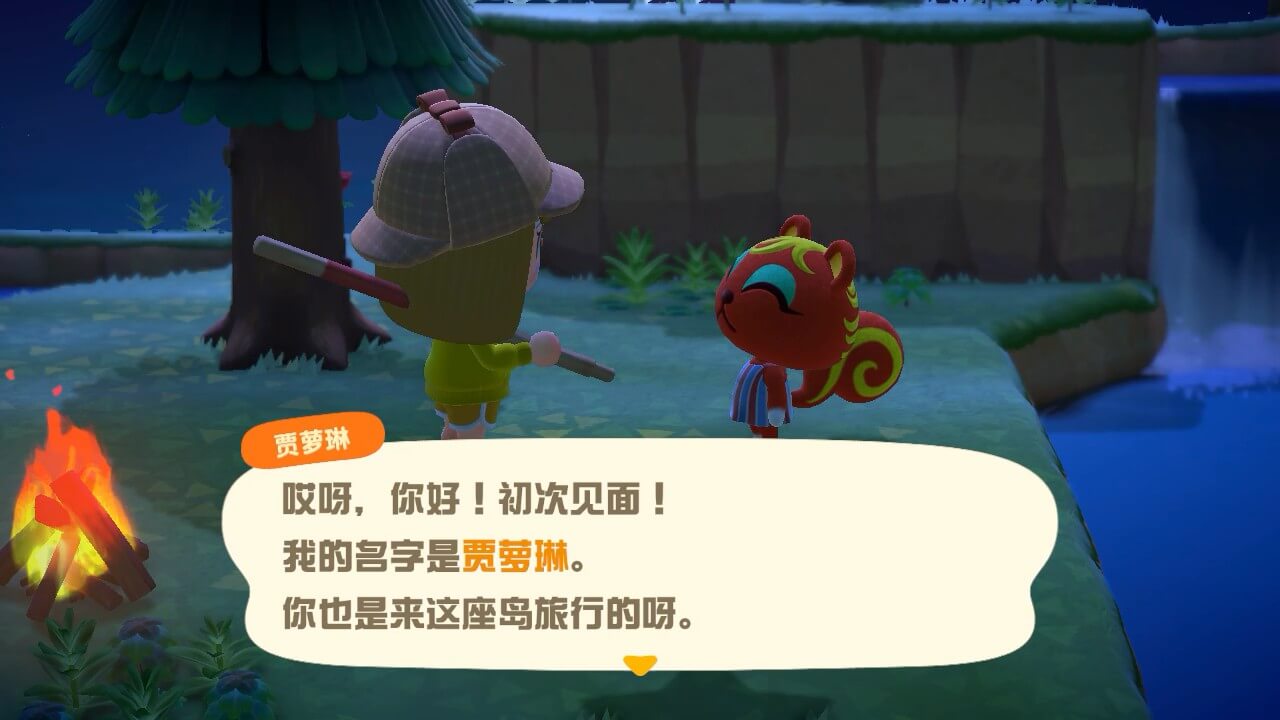 贾萝琳
哎呀，你好！初次见面！
我的名字是贾萝琳。
你也是来这座岛旅行的呀。